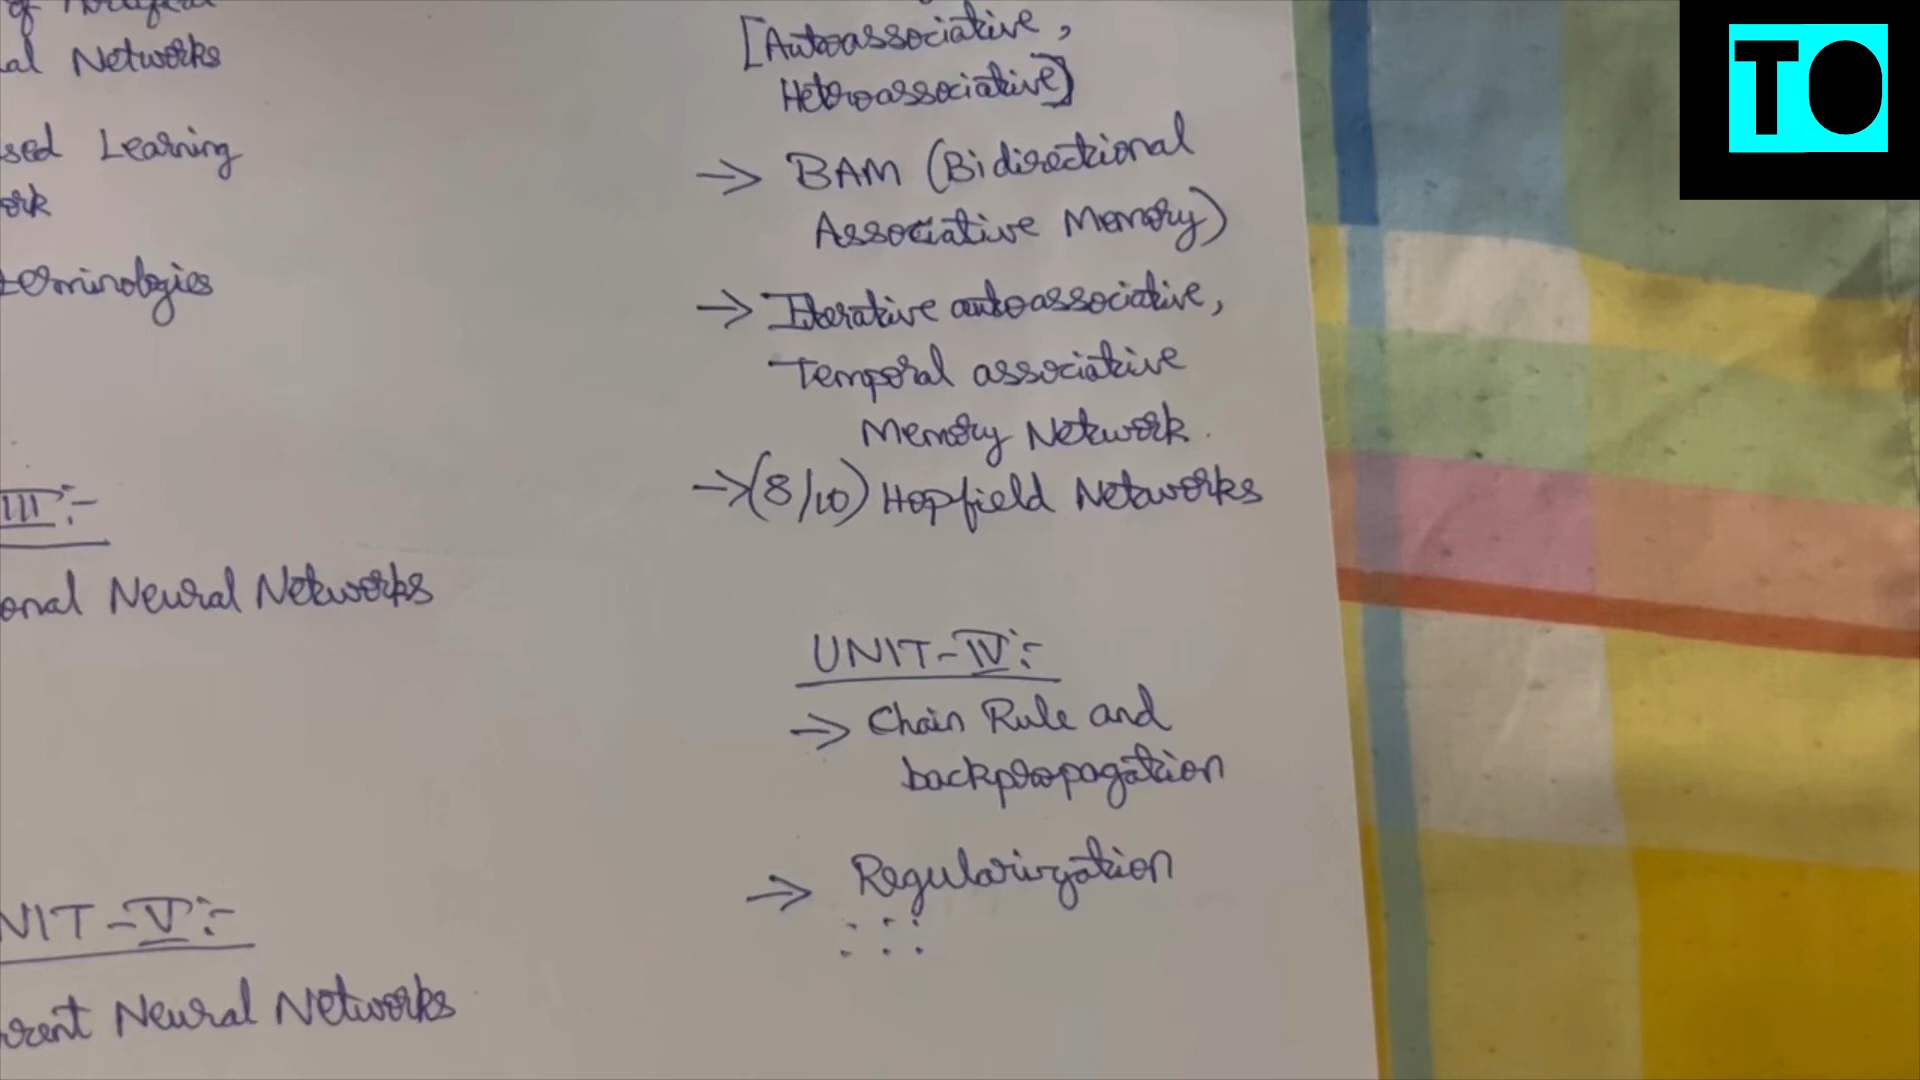 al Networks
sed Learning
ork
terminologies
III :-
onal Neural Networks
NIT - V :-
rrent Neural Networks
[Autoassociative,
Hetroassociative]
→ BAM (Bidirectional
Associative Memory)
→ Iterative autoassociative,
Temporal associative
Memory Network.
→ (8/10) Hopfield Networks
UNIT - IV :-
→ Chain Rule and
backpropagation
→ Regularization
TO